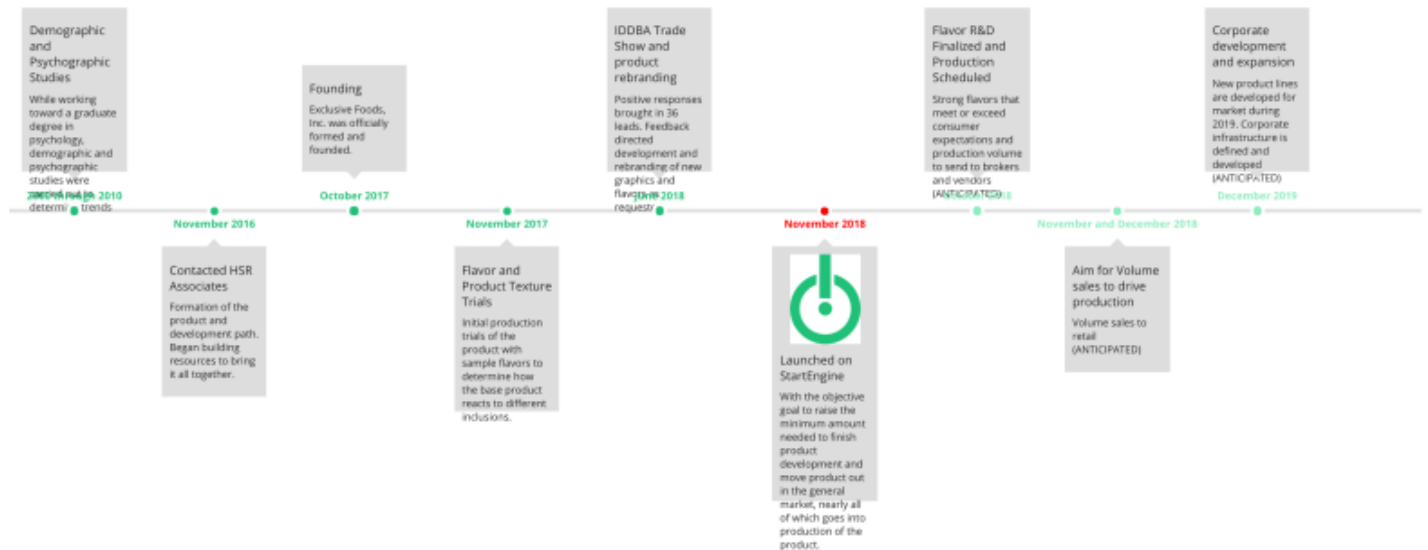 Demographic
and
Psychographic
Studies
While working
toward a graduate
degree in
psychology,
demographic and
psychographic
studies were
through 2010
trends
November 2016
Contacted HSR
Associates
Formation of the
product and
development path.
Began building
resources to bring
it all together.
Founding
Exclusive Foods,
Inc. was officially
formed and
founded.
October 2017
November 2017
Flavor and
Product Texture
Trials
Initial production
trials of the
product with
sample flavors to
determine how
the base product
reacts to different
inclusions.
IDDBA Trade
Show and
product
rebranding
Positive responses
brought in 36
leads. Feedback
directed
development and
rebranding of new
graphics and
2018
November 2018
Launched on
StartEngine
With the objective
goal to raise the
minimum amount
needed to finish
product
development and
move product out
in the general
market, nearly all
of which goes into
production of the
product.
Flavor R&D
Finalized and
Production
Scheduled
Strong flavors that
meet or exceed
consumer
expectations and
production volume
to send to brokers
and vendors
(ANTICIPATED)
2018
November and December 2018
Aim for Volume
sales to drive
production
Volume sales to
retail
(ANTICIPATED)
Corporate
development
and expansion
New product lines
are developed for
market during
2019. Corporate
infrastructure is
defined and
developed
(ANTICIPATED)
December 2019